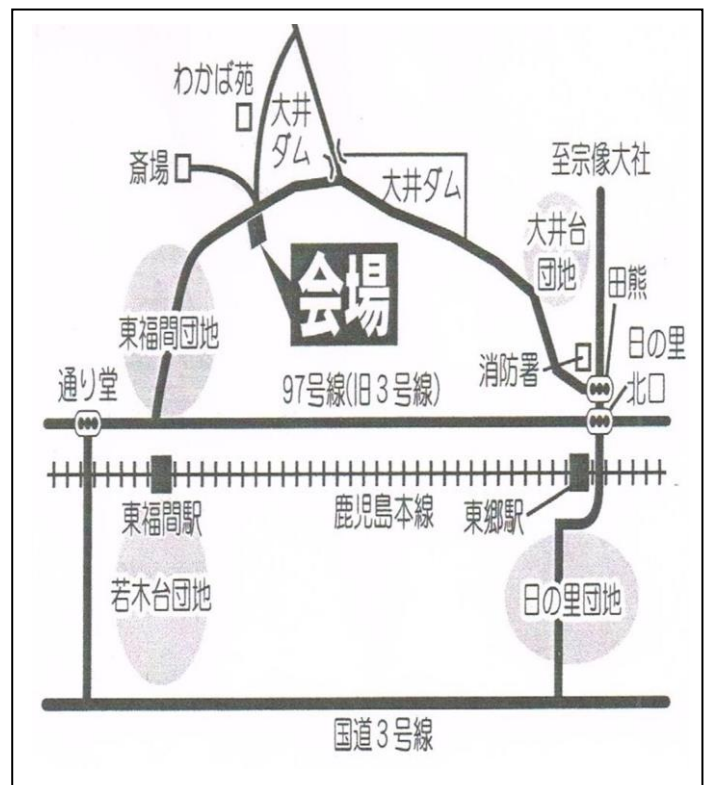 わかば苑
大井
ダム
斎場
大井ダム
至宗像大社
大井台
団地
田熊
会場
東福間団地
消防署
日の里
北口
通り堂
97号線(旧３号線)
東福間駅
鹿児島本線
東郷駅
若木台団地
日の里団地
国道３号線